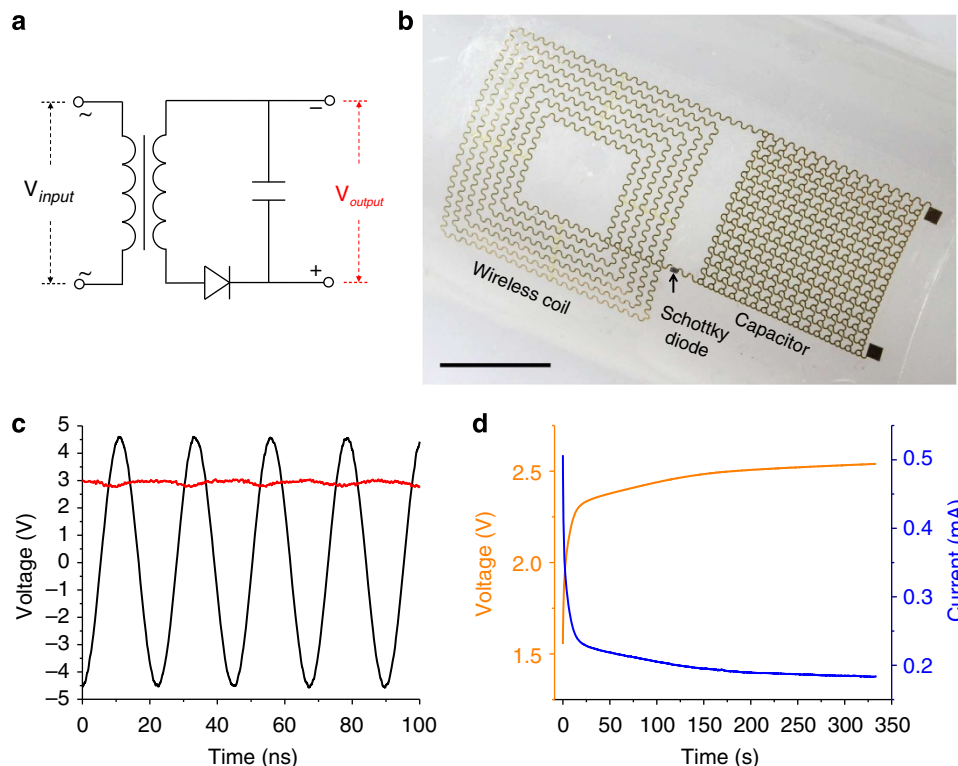 a
~
V input
~
−
V output
+
b
Wireless coil
Schottky
diode
Capacitor
c
Voltage (V)
5
4
3
2
1
0
−1
−2
−3
−4
−5
0 20 40 60 80 100
Time (ns)
d
Voltage (V)
2.5
2.0
1.5
0.5
0.4
0.3
0.2
Current (mA)
0 50 100 150 200 250 300 350
Time (s)